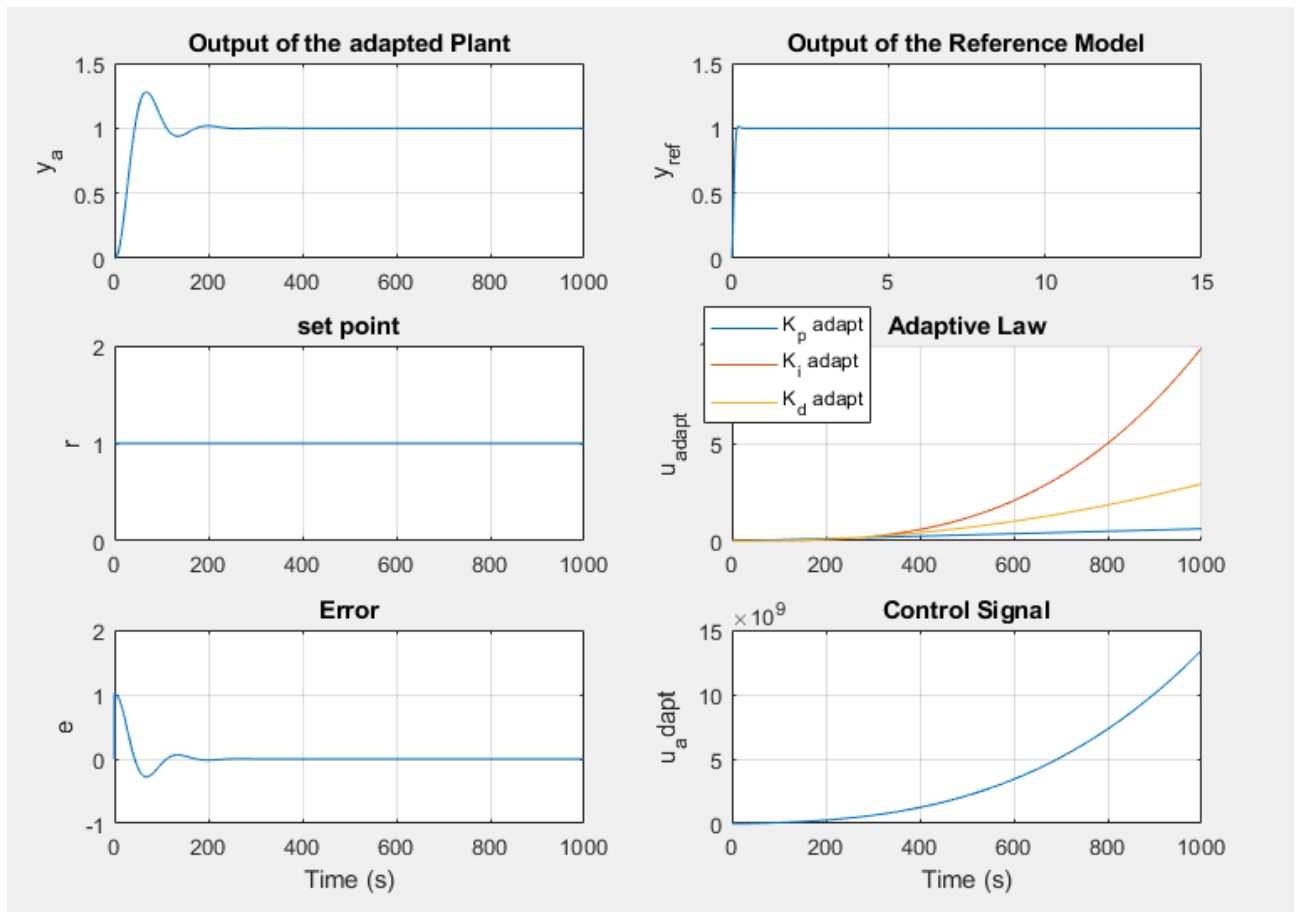 Output of the adapted Plant
1.5
1
0.5
0
y_a
0 200 400 600 800 1000
Output of the Reference Model
1.5
1
0.5
0
y_ref
0 5 10 15
set point
2
1
0
r
0 200 400 600 800 1000
Adaptive Law
K_p adapt
K_i adapt
K_d adapt
5
0
u_adapt
0 200 400 600 800 1000
Error
2
1
0
-1
e
0 200 400 600 800 1000
Time (s)
Control Signal
×10^9
15
10
5
0
u_a dapt
0 200 400 600 800 1000
Time (s)